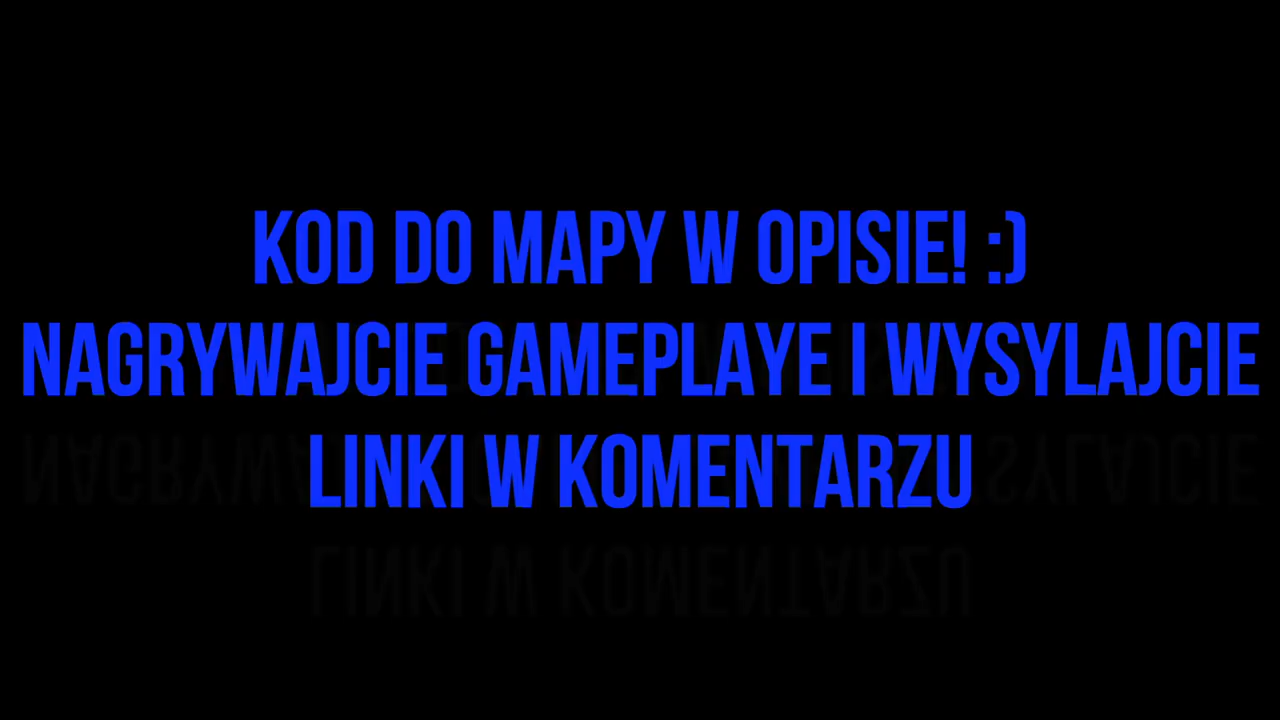 KOD DO MAPY W OPISIE! :)
NAGRYWAJCIE GAMEPLAYE I WYSYLAJCIE
LINKI W KOMENTARZU